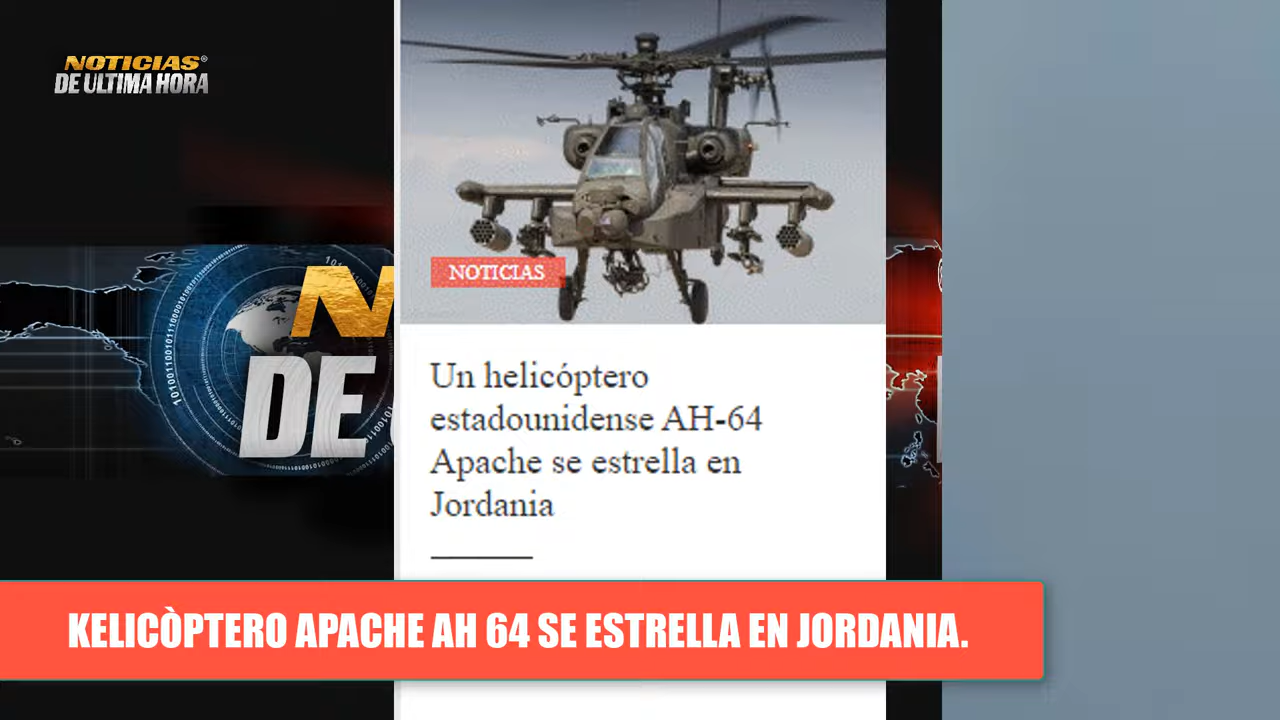 NOTICIAS®
DE ULTIMA HORA
N
DE
NOTICIAS
Un helicóptero
estadounidense AH-64
Apache se estrella en
Jordania
KELICÒPTERO APACHE AH 64 SE ESTRELLA EN JORDANIA.